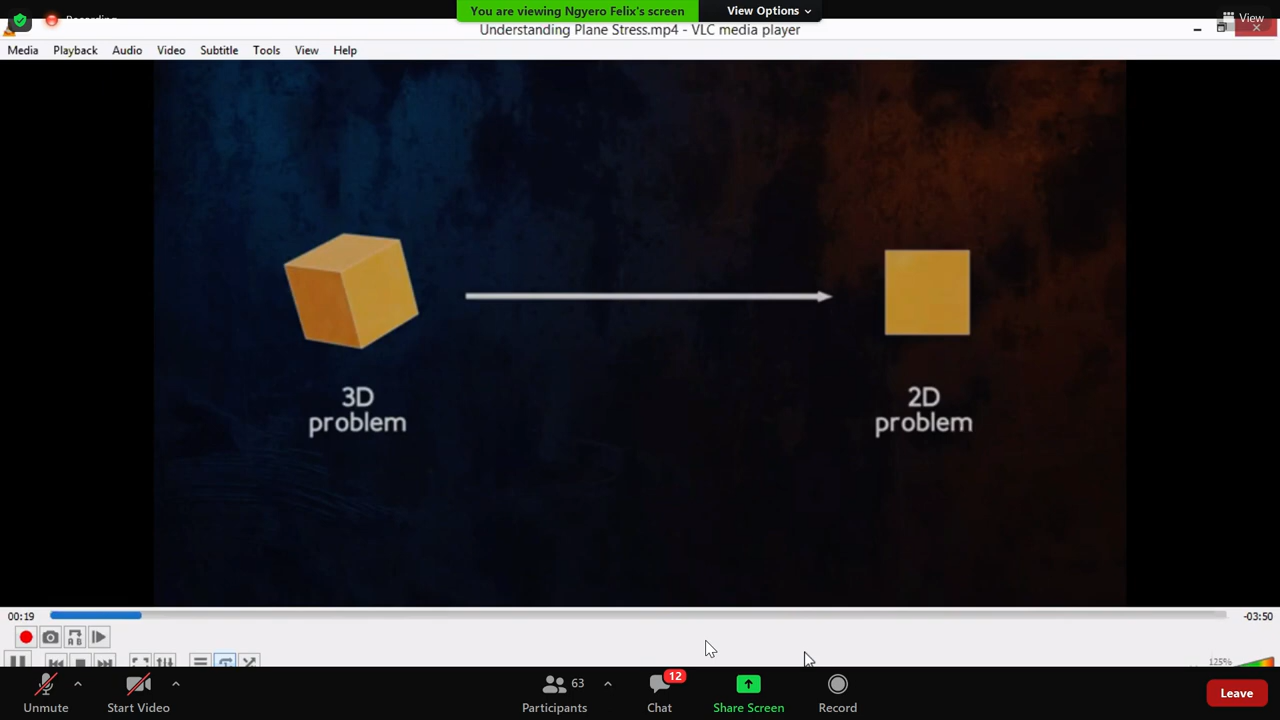 You are viewing Ngyero Felix's screen
View Options
Recording
View
Understanding Plane Stress.mp4 - VLC media player
Media Playback Audio Video Subtitle Tools View Help
3D
problem
2D
problem
00:19
-03:50
A B
125%
63
12
Unmute
Start Video
Participants
Chat
Share Screen
Record
Leave